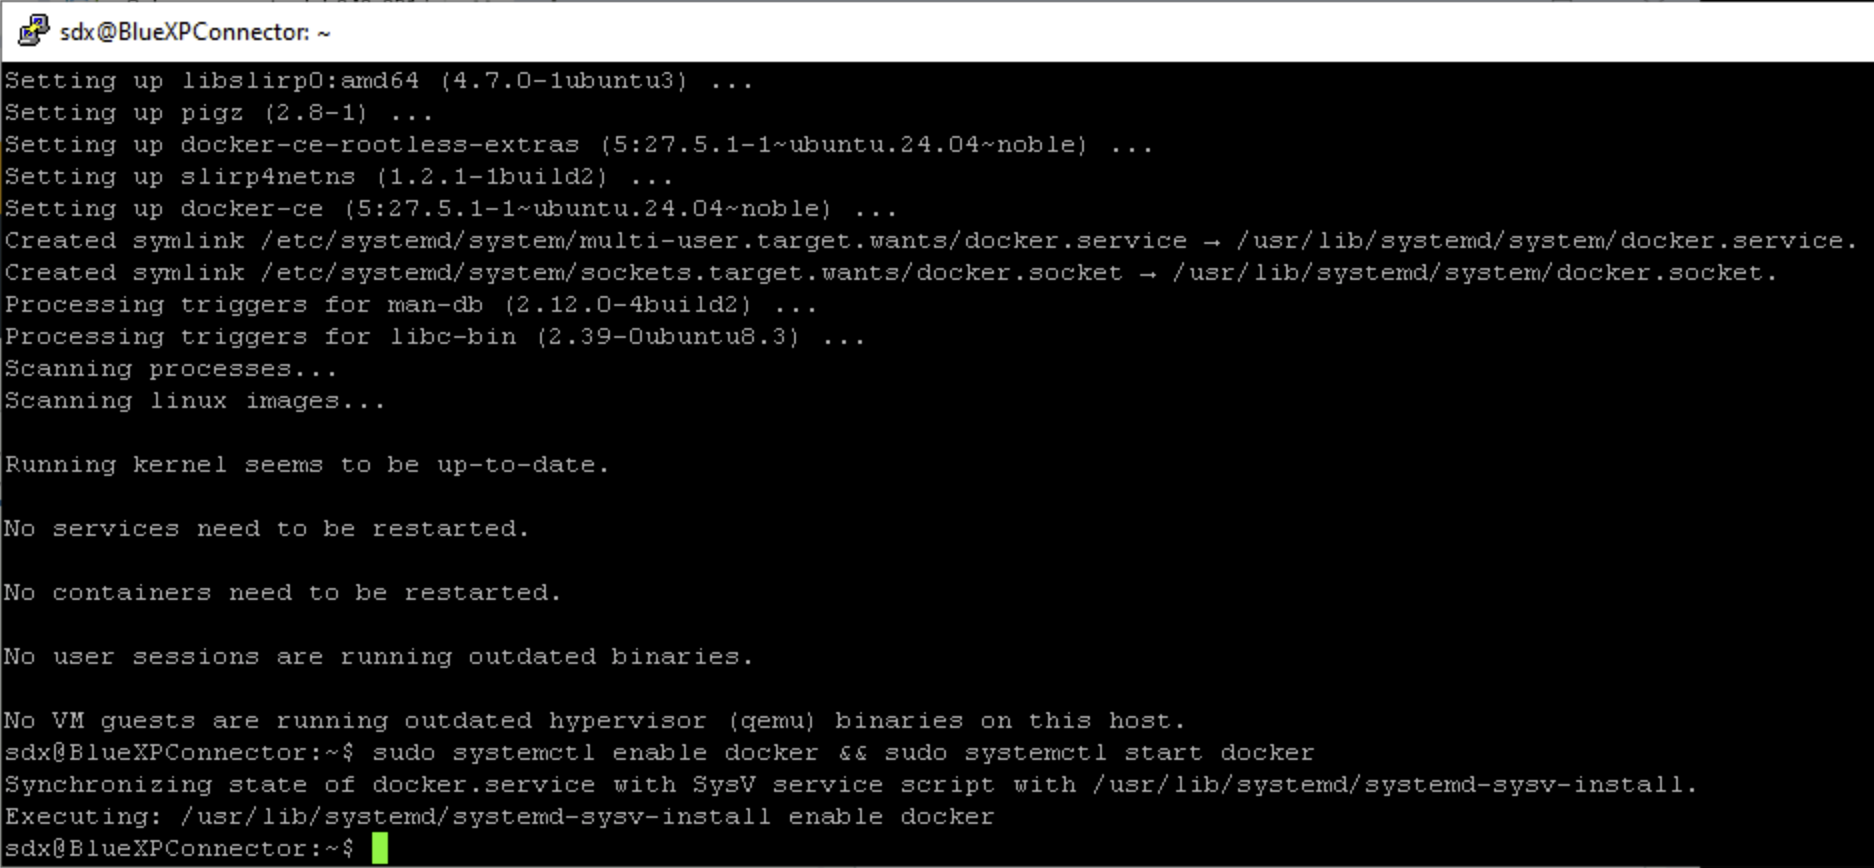 sdx@BlueXPConnector: ~
Setting up libslirp0:amd64 (4.7.0-1ubuntu3) ...
Setting up pigz (2.8-1) ...
Setting up docker-ce-rootless-extras (5:27.5.1-1~ubuntu.24.04~noble) ...
Setting up slirp4netns (1.2.1-1build2) ...
Setting up docker-ce (5:27.5.1-1~ubuntu.24.04~noble) ...
Created symlink /etc/systemd/system/multi-user.target.wants/docker.service → /usr/lib/systemd/system/docker.service.
Created symlink /etc/systemd/system/sockets.target.wants/docker.socket → /usr/lib/systemd/system/docker.socket.
Processing triggers for man-db (2.12.0-4build2) ...
Processing triggers for libc-bin (2.39-0ubuntu8.3) ...
Scanning processes...
Scanning linux images...
Running kernel seems to be up-to-date.
No services need to be restarted.
No containers need to be restarted.
No user sessions are running outdated binaries.
No VM guests are running outdated hypervisor (qemu) binaries on this host.
sdx@BlueXPConnector:~$ sudo systemctl enable docker && sudo systemctl start docker
Synchronizing state of docker.service with SysV service script with /usr/lib/systemd/systemd-sysv-install.
Executing: /usr/lib/systemd/systemd-sysv-install enable docker
sdx@BlueXPConnector:~$